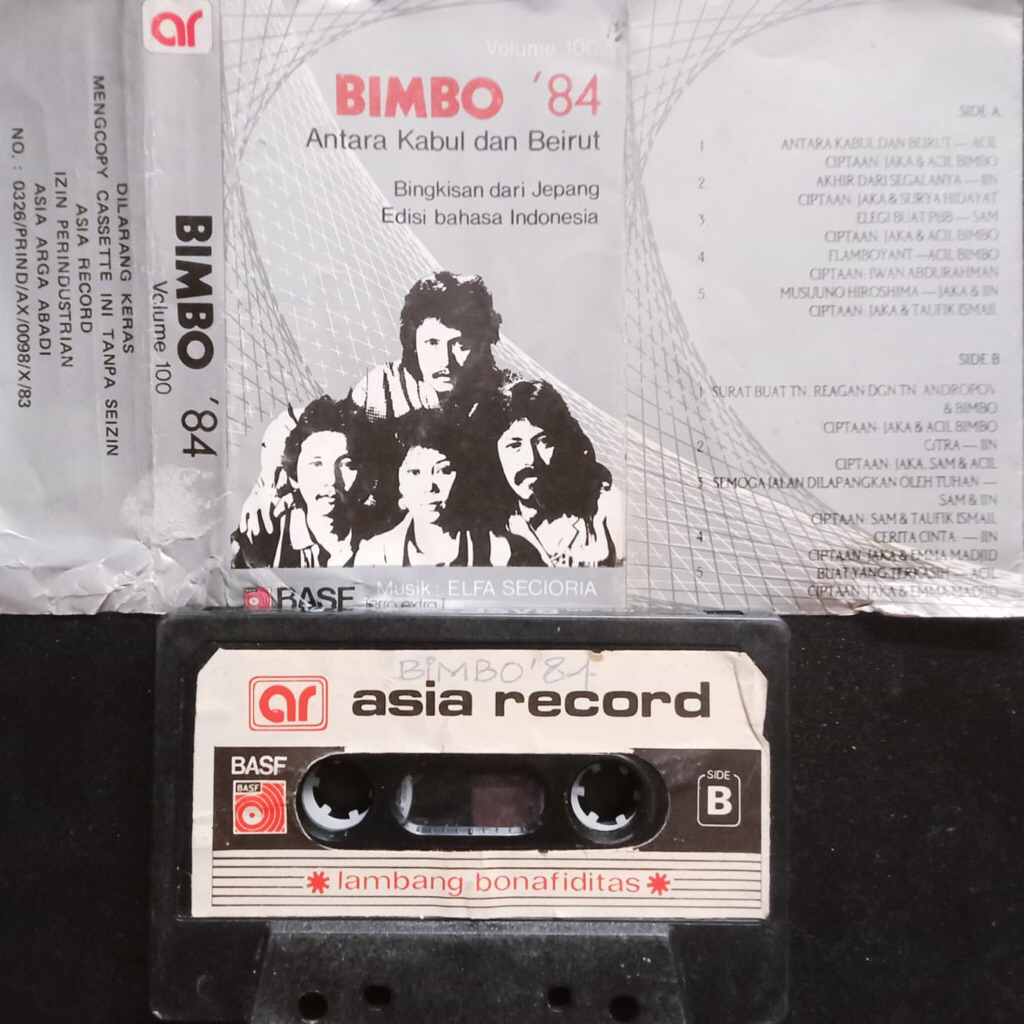 ar
DILARANG KERAS
MENGCOPY CASSETTE INI TANPA SEIZIN
ASIA RECORD
IZIN PERINDUSTRIAN
ASIA ARGA ABADI
NO. : 0326/PRIND/AX/0098/X/83
BIMBO '84
Volume 100
Volume 100
BIMBO '84
Antara Kabul dan Beirut
Bingkisan dari Jepang
Edisi bahasa Indonesia
BASF
ferro extra I
Musik : ELFA SECIORIA
SIDE A.
1 ANTARA KABUL DAN BEIRUT — ACIL
CIPTAAN: JAKA & ACIL BIMBO
2. AKHIR DARI SEGALANYA — IIN
CIPTAAN: JAKA & SURYA HIDAYAT
3. ELEGI BUAT PBB — SAM
CIPTAAN: JAKA & ACIL BIMBO
4 FLAMBOYANT — ACIL BIMBO
CIPTAAN: IWAN ABDURAHMAN
5 MUSUUNO HIROSHIMA — JAKA & IIN
CIPTAAN: JAKA & TAUFIK ISMAIL
SIDE B
1 SURAT BUAT TN. REAGAN DGN TN. ANDROPOV
& BIMBO
CIPTAAN: JAKA & ACIL BIMBO
2 CITRA — IIN
CIPTAAN: JAKA, SAM & ACIL
3 SEMOGA JALAN DILAPANGKAN OLEH TUHAN —
SAM & IIN
CIPTAAN: SAM & TAUFIK ISMAIL
4 CERITA CINTA — IIN
CIPTAAN: JAKA & EMMA MADJID
5 BUAT YANG TERKASIH — ACIL
CIPTAAN: JAKA & EMMA MADJID
BIMBO '84
ar asia record
BASF
BASF
SIDE
B
* lambang bonafiditas *